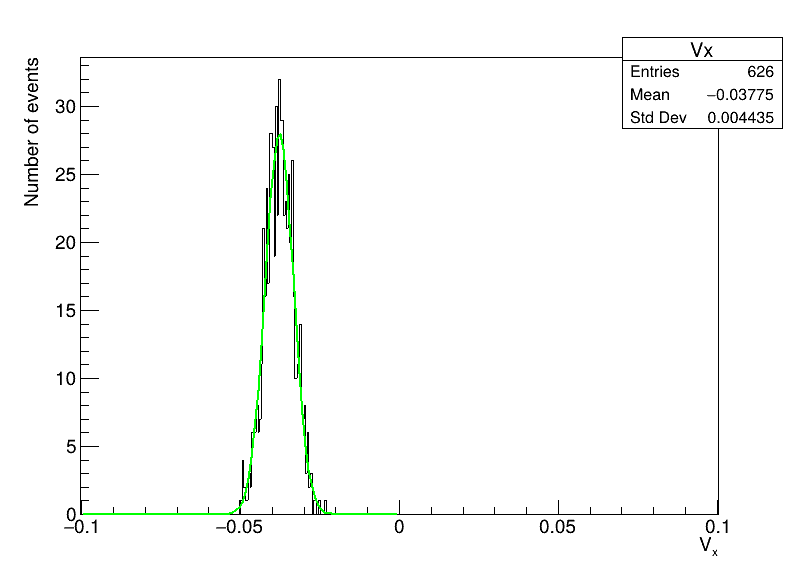 Vx
Entries 626
Mean −0.03775
Std Dev 0.004435
Number of events
30
25
20
15
10
5
0
−0.1 −0.05 0 0.05 0.1
Vx